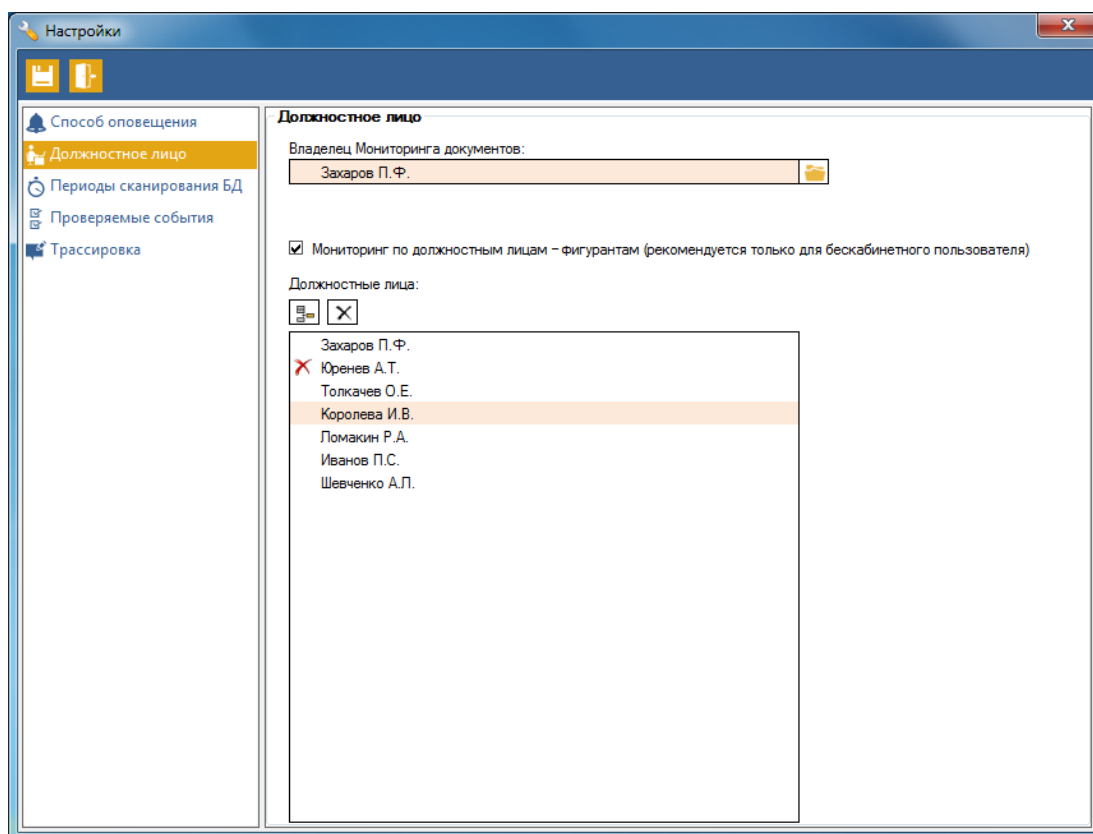 Настройки
Способ оповещения
Должностное лицо
Периоды сканирования БД
Проверяемые события
Трассировка
Должностное лицо
Владелец Мониторинга документов:
Захаров П.Ф.
Мониторинг по должностным лицам – фигурантам (рекомендуется только для бескабинетного пользователя)
Должностные лица:
Захаров П.Ф.
Юренев А.Т.
Толкачев О.Е.
Королева И.В.
Ломакин Р.А.
Иванов П.С.
Шевченко А.П.